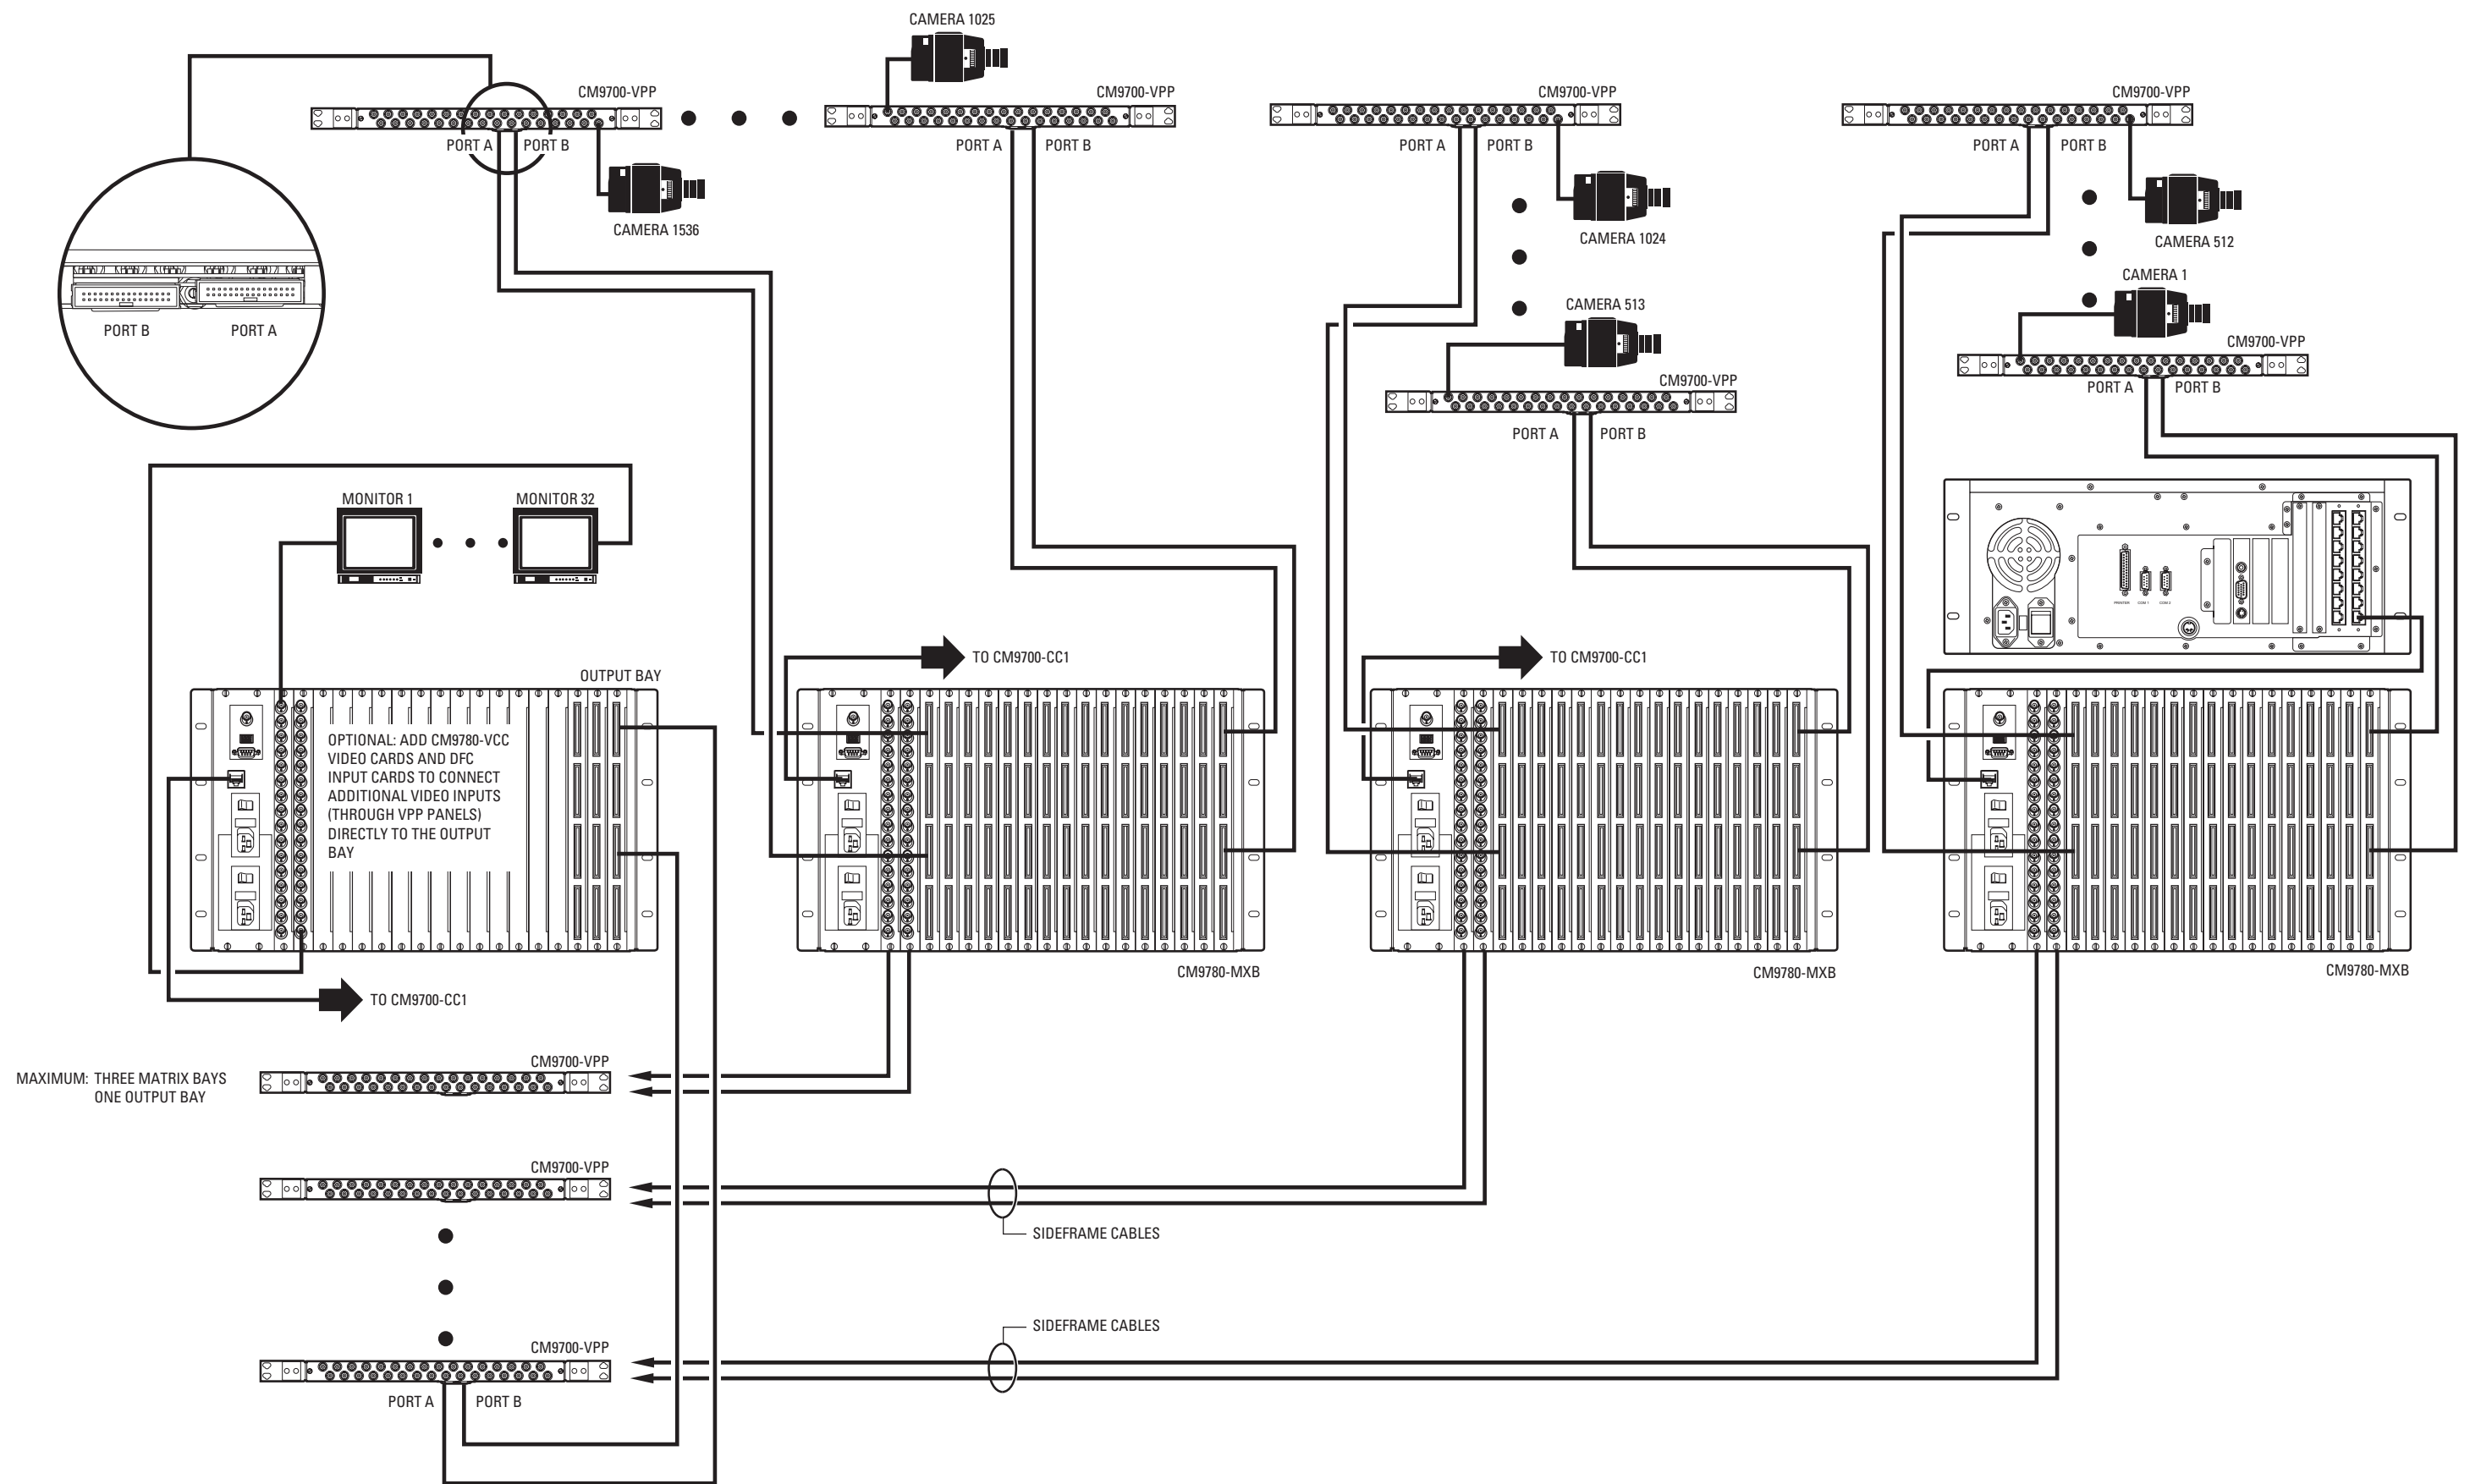 CAMERA 1025
CM9700-VPP
CM9700-VPP
CM9700-VPP
CM9700-VPP
PORT A
PORT B
PORT A
PORT B
PORT A
PORT B
PORT A
PORT B
CAMERA 1536
CAMERA 1024
CAMERA 512
CAMERA 1
CAMERA 513
PORT B
PORT A
CM9700-VPP
CM9700-VPP
PORT A
PORT B
PORT A
PORT B
MONITOR 1
MONITOR 32
PRINTER
COM 1
COM 2
TO CM9700-CC1
TO CM9700-CC1
OUTPUT BAY
OPTIONAL: ADD CM9780-VCC
VIDEO CARDS AND DFC
INPUT CARDS TO CONNECT
ADDITIONAL VIDEO INPUTS
(THROUGH VPP PANELS)
DIRECTLY TO THE OUTPUT
BAY
CM9780-MXB
CM9780-MXB
CM9780-MXB
TO CM9700-CC1
CM9700-VPP
MAXIMUM: THREE MATRIX BAYS
ONE OUTPUT BAY
CM9700-VPP
SIDEFRAME CABLES
SIDEFRAME CABLES
CM9700-VPP
PORT A
PORT B